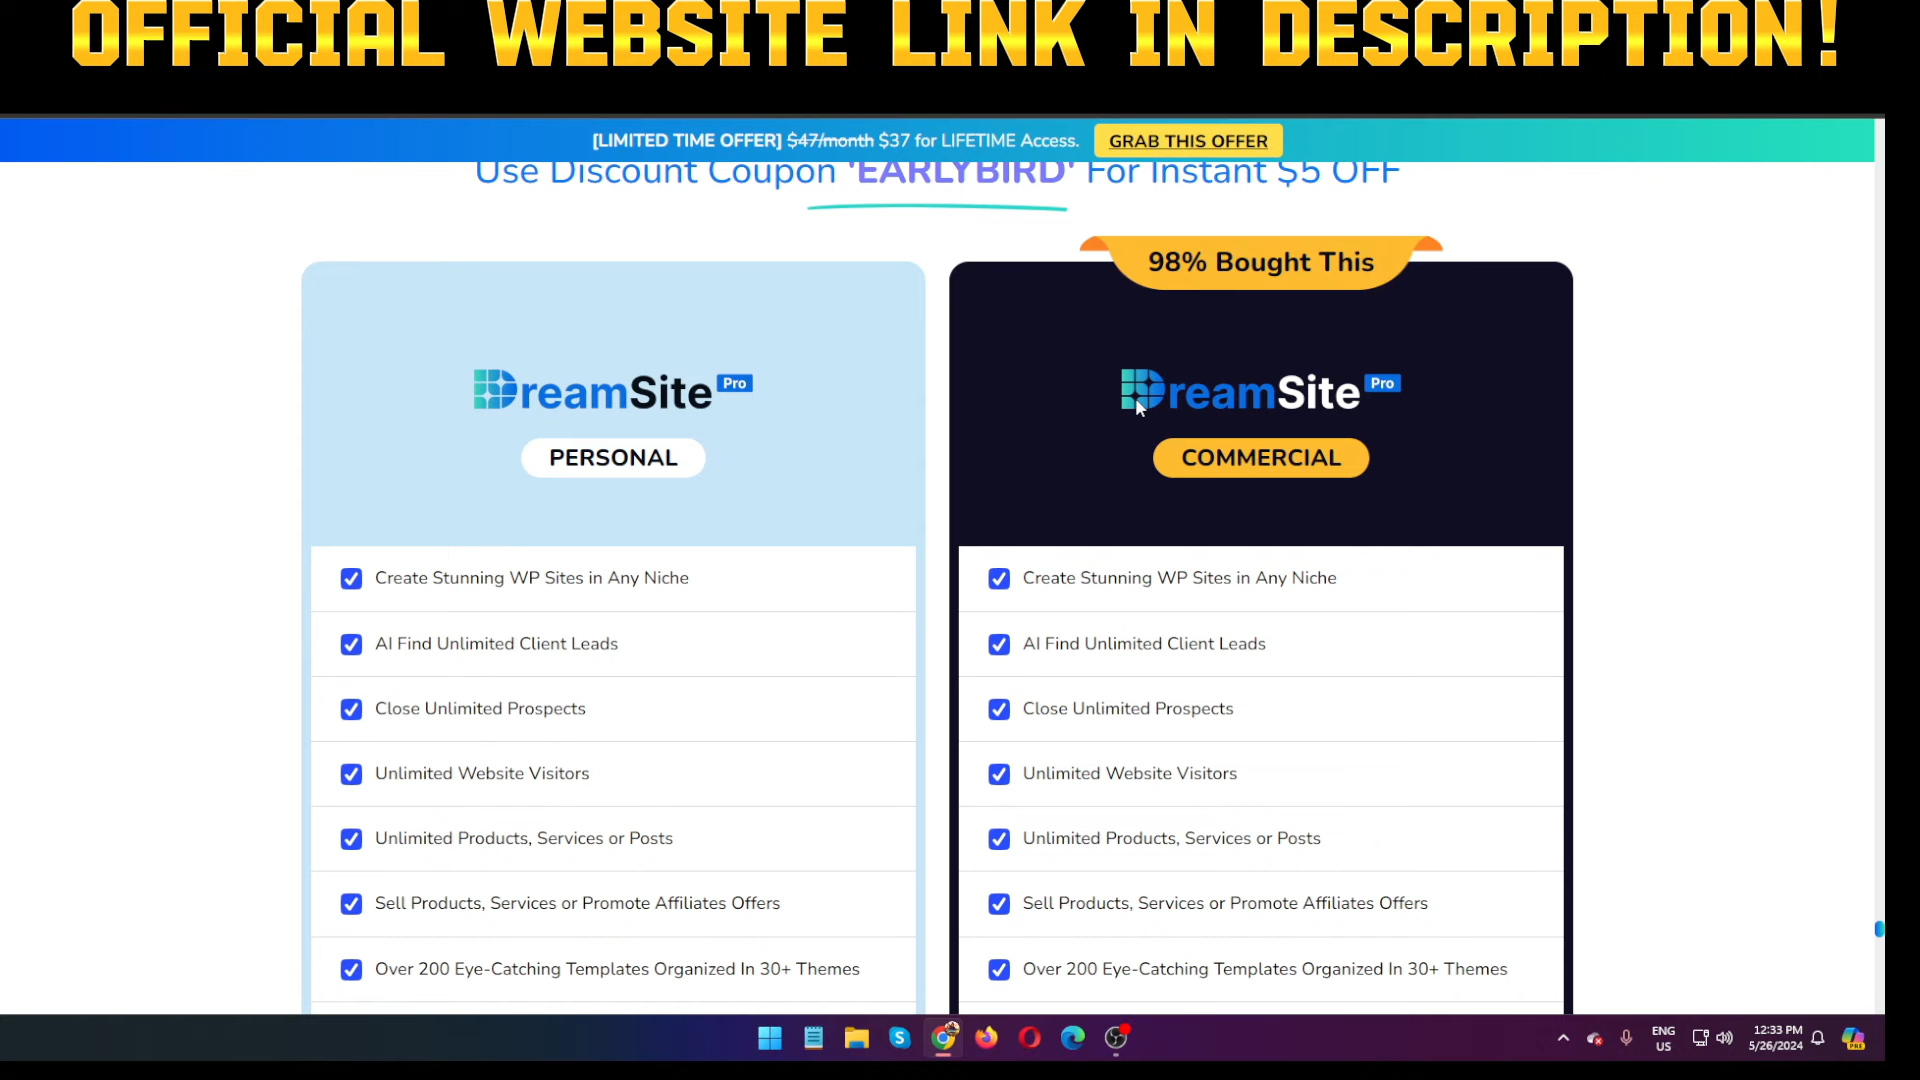 OFFICIAL WEBSITE LINK IN DESCRIPTION!
[LIMITED TIME OFFER] $47/month $37 for LIFETIME Access. GRAB THIS OFFER
Use Discount Coupon 'EARLYBIRD' For Instant $5 OFF
98% Bought This
DreamSite Pro
PERSONAL
Create Stunning WP Sites in Any Niche
AI Find Unlimited Client Leads
Close Unlimited Prospects
Unlimited Website Visitors
Unlimited Products, Services or Posts
Sell Products, Services or Promote Affiliates Offers
Over 200 Eye-Catching Templates Organized In 30+ Themes
DreamSite Pro
COMMERCIAL
Create Stunning WP Sites in Any Niche
AI Find Unlimited Client Leads
Close Unlimited Prospects
Unlimited Website Visitors
Unlimited Products, Services or Posts
Sell Products, Services or Promote Affiliates Offers
Over 200 Eye-Catching Templates Organized In 30+ Themes
ENG
US
12:33 PM
5/26/2024
PRE